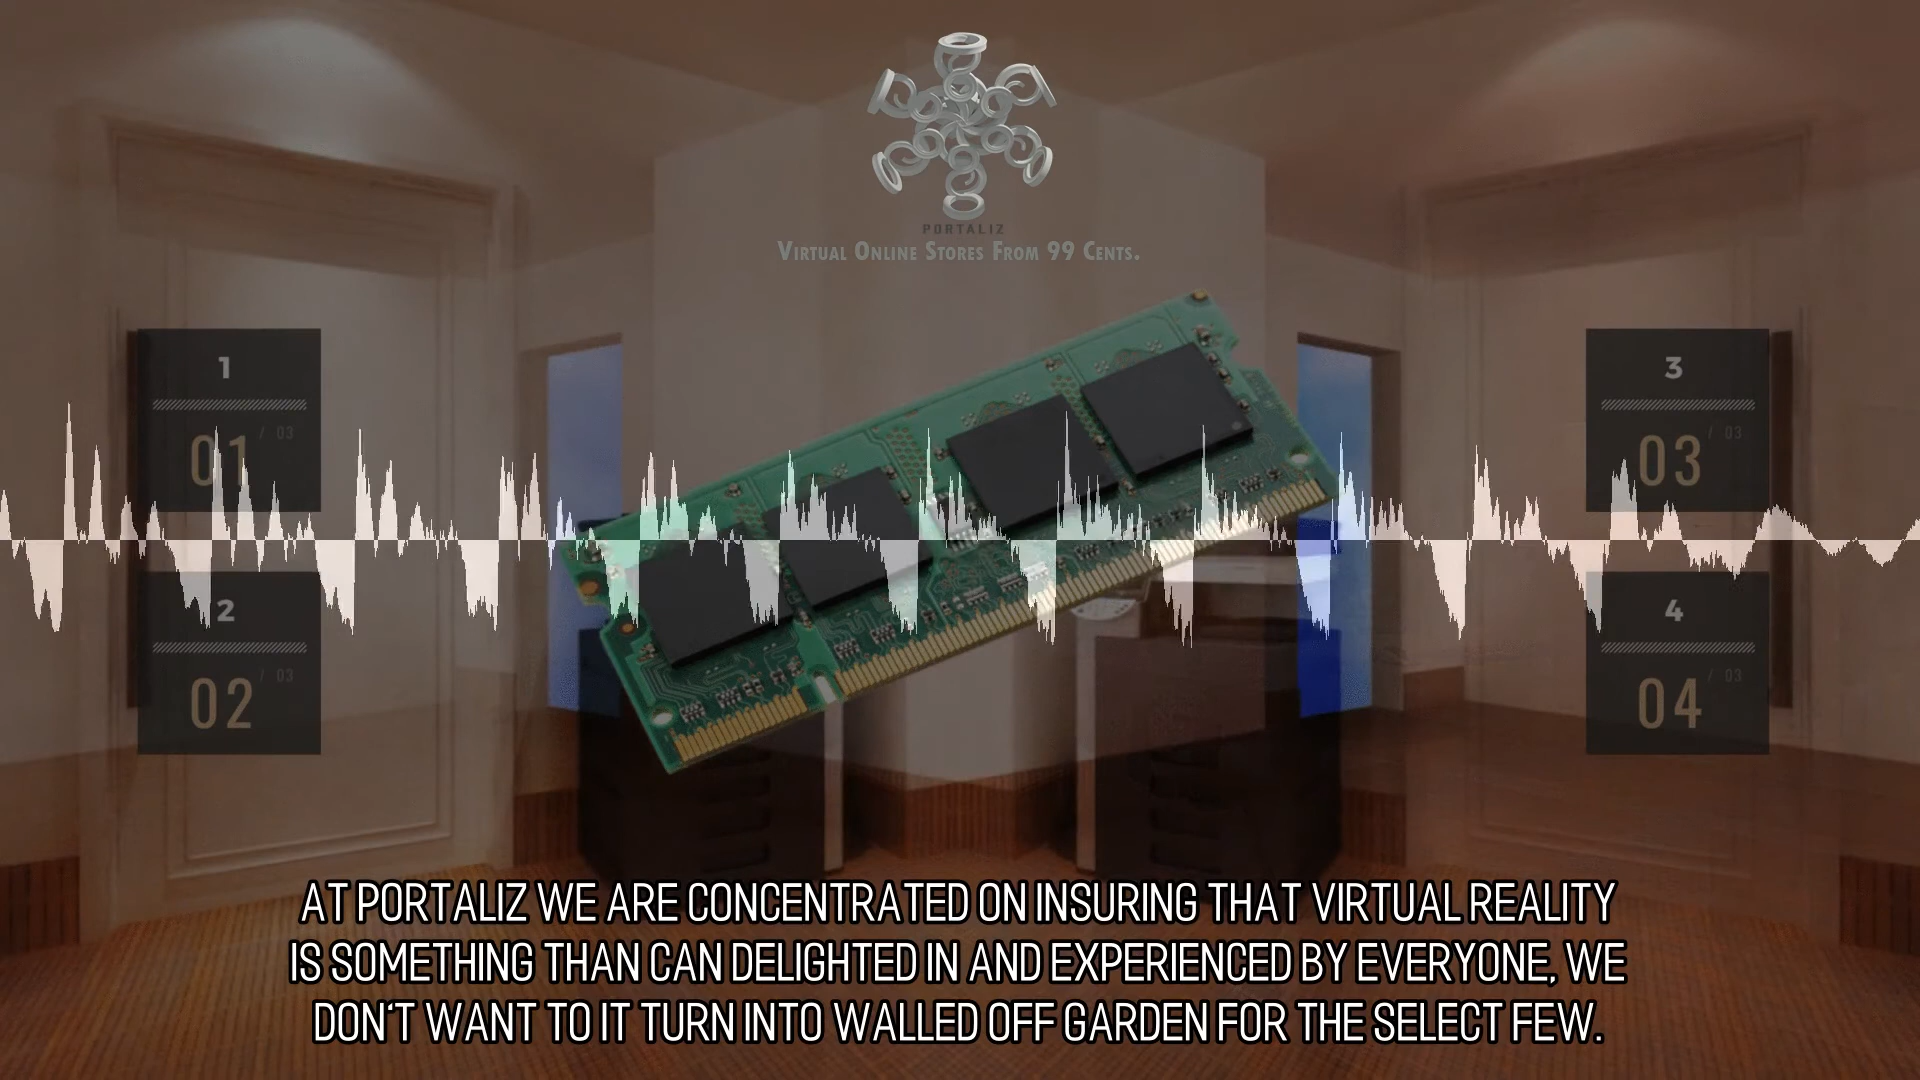 PORTALIZ
VIRTUAL ONLINE STORES FROM 99 CENTS.
1
01 / 03
2
02 / 03
3
03 / 03
4
04 / 03
AT PORTALIZ WE ARE CONCENTRATED ON INSURING THAT VIRTUAL REALITY
IS SOMETHING THAN CAN DELIGHTED IN AND EXPERIENCED BY EVERYONE, WE
DON'T WANT TO IT TURN INTO WALLED OFF GARDEN FOR THE SELECT FEW.